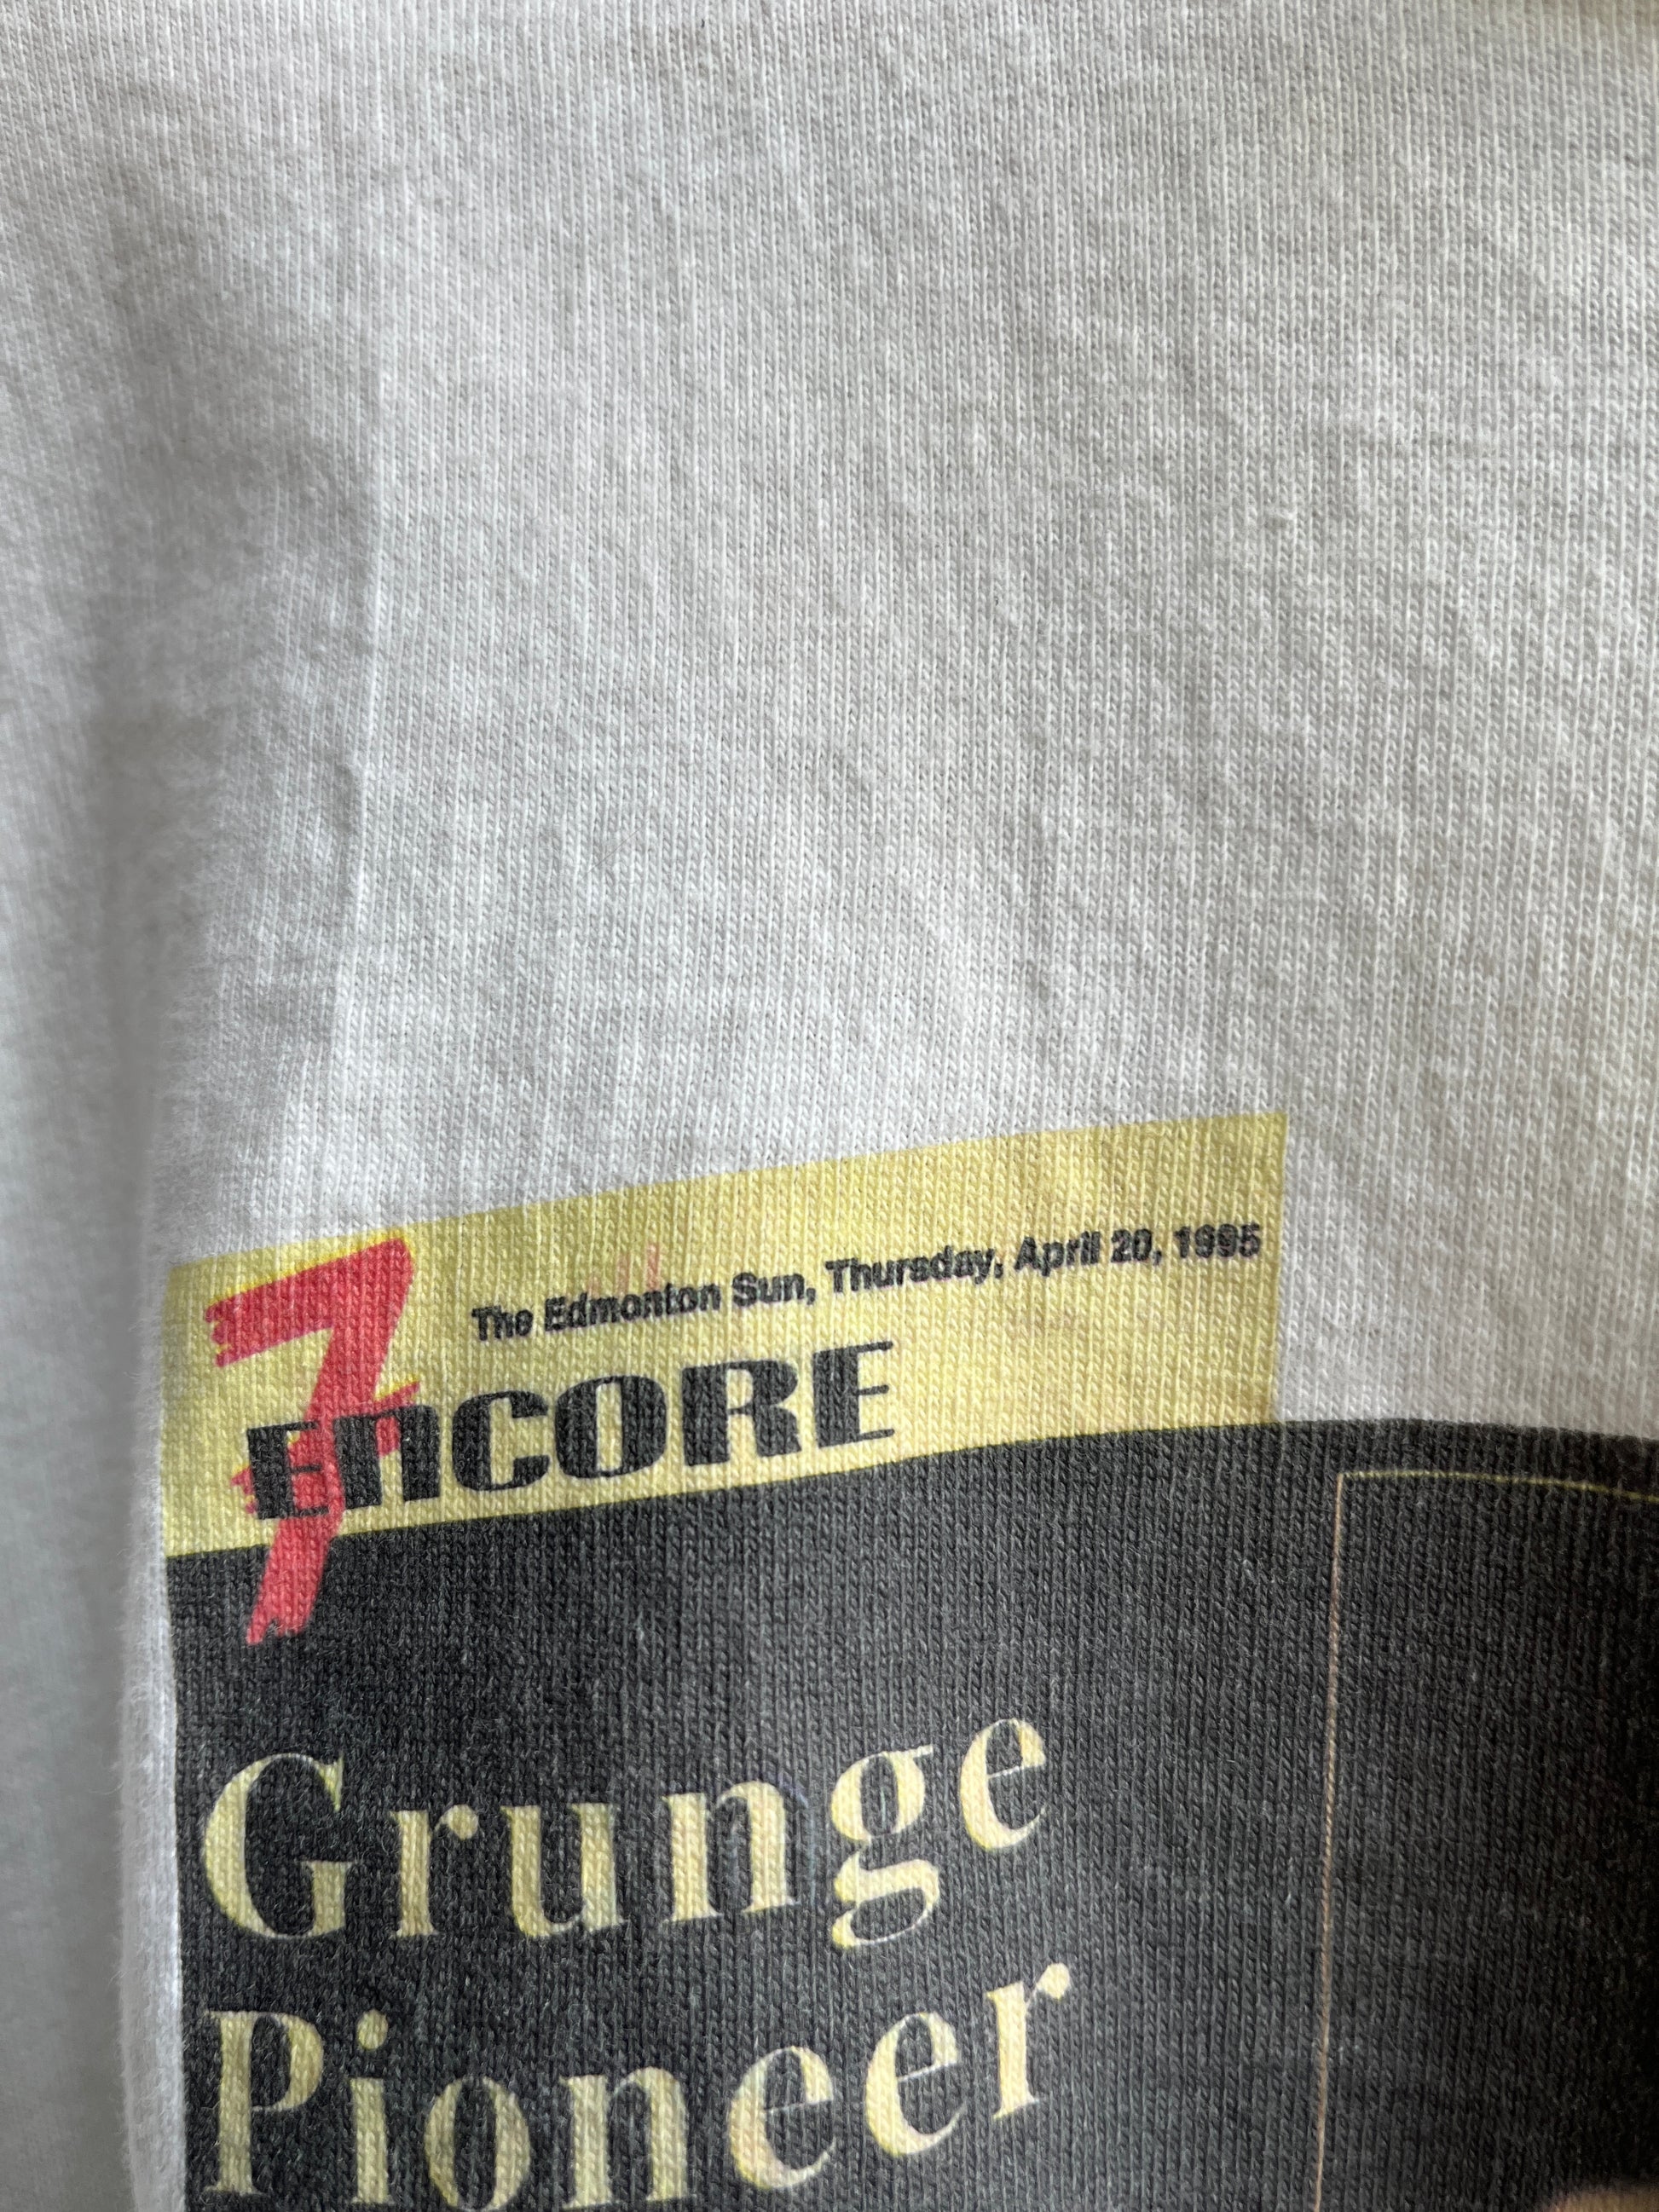 The Edmonton Sun, Thursday, April 20, 1995
7
ENCORE
Grunge
Pioneer